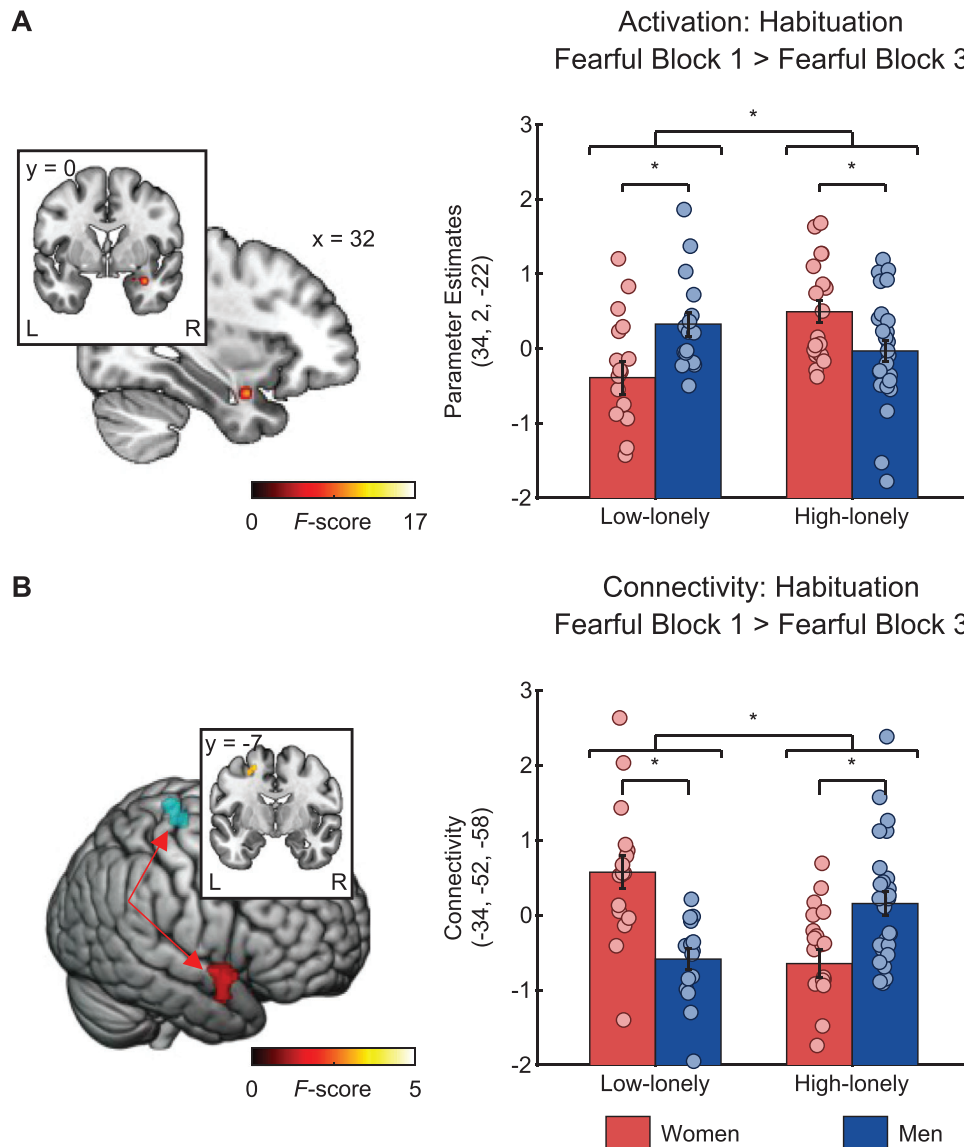 A
Activation: Habituation
Fearful Block 1 > Fearful Block 3
y = 0
L
R
x = 32
0
F-score
17
Parameter Estimates
(34, 2, -22)
3
2
1
0
-1
-2
*
*
*
Low-lonely
High-lonely
B
Connectivity: Habituation
Fearful Block 1 > Fearful Block 3
y = -7
L
R
0
F-score
5
Connectivity
(-34, -52, -58)
3
2
1
0
-1
-2
*
*
*
Low-lonely
High-lonely
Women
Men